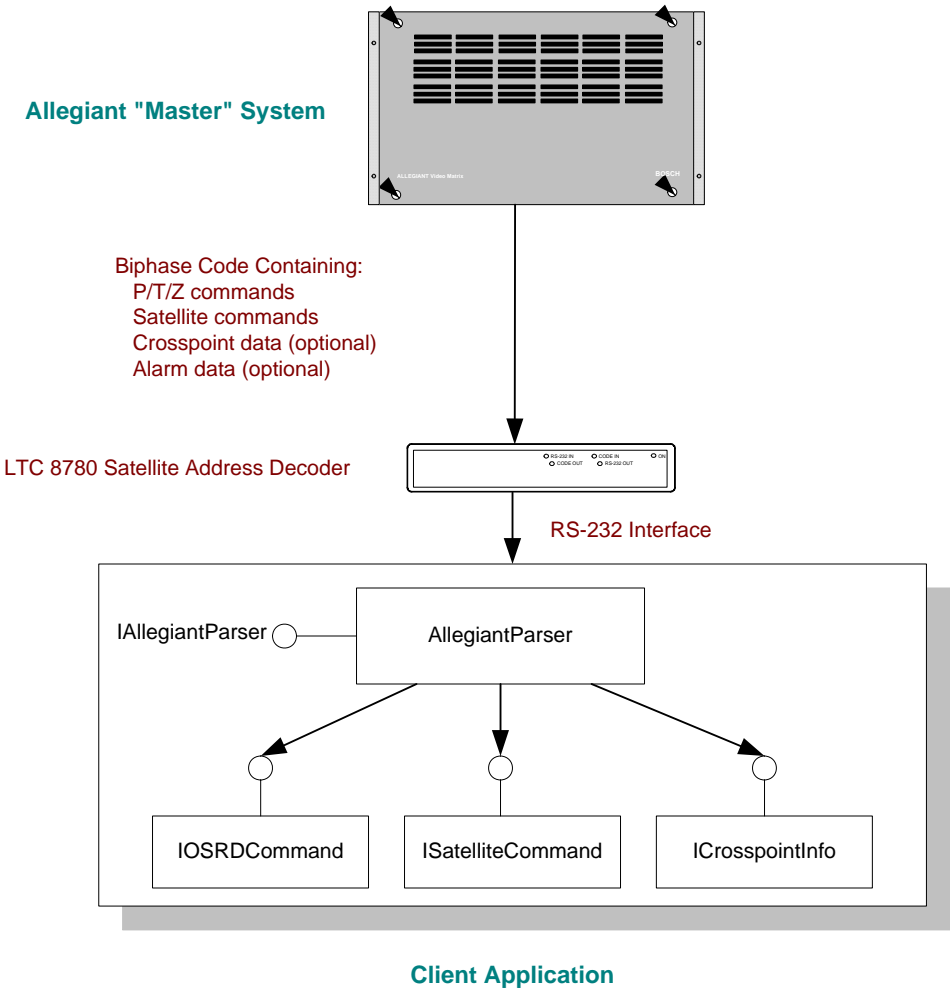 Allegiant "Master" System
ALLEGIANT Video Matrix
BOSCH
Biphase Code Containing:
P/T/Z commands
Satellite commands
Crosspoint data (optional)
Alarm data (optional)
LTC 8780 Satellite Address Decoder
RS-232 IN
CODE IN
ON
CODE OUT
RS-232 OUT
RS-232 Interface
IAllegiantParser
AllegiantParser
IOSRDCommand
ISatelliteCommand
ICrosspointInfo
Client Application